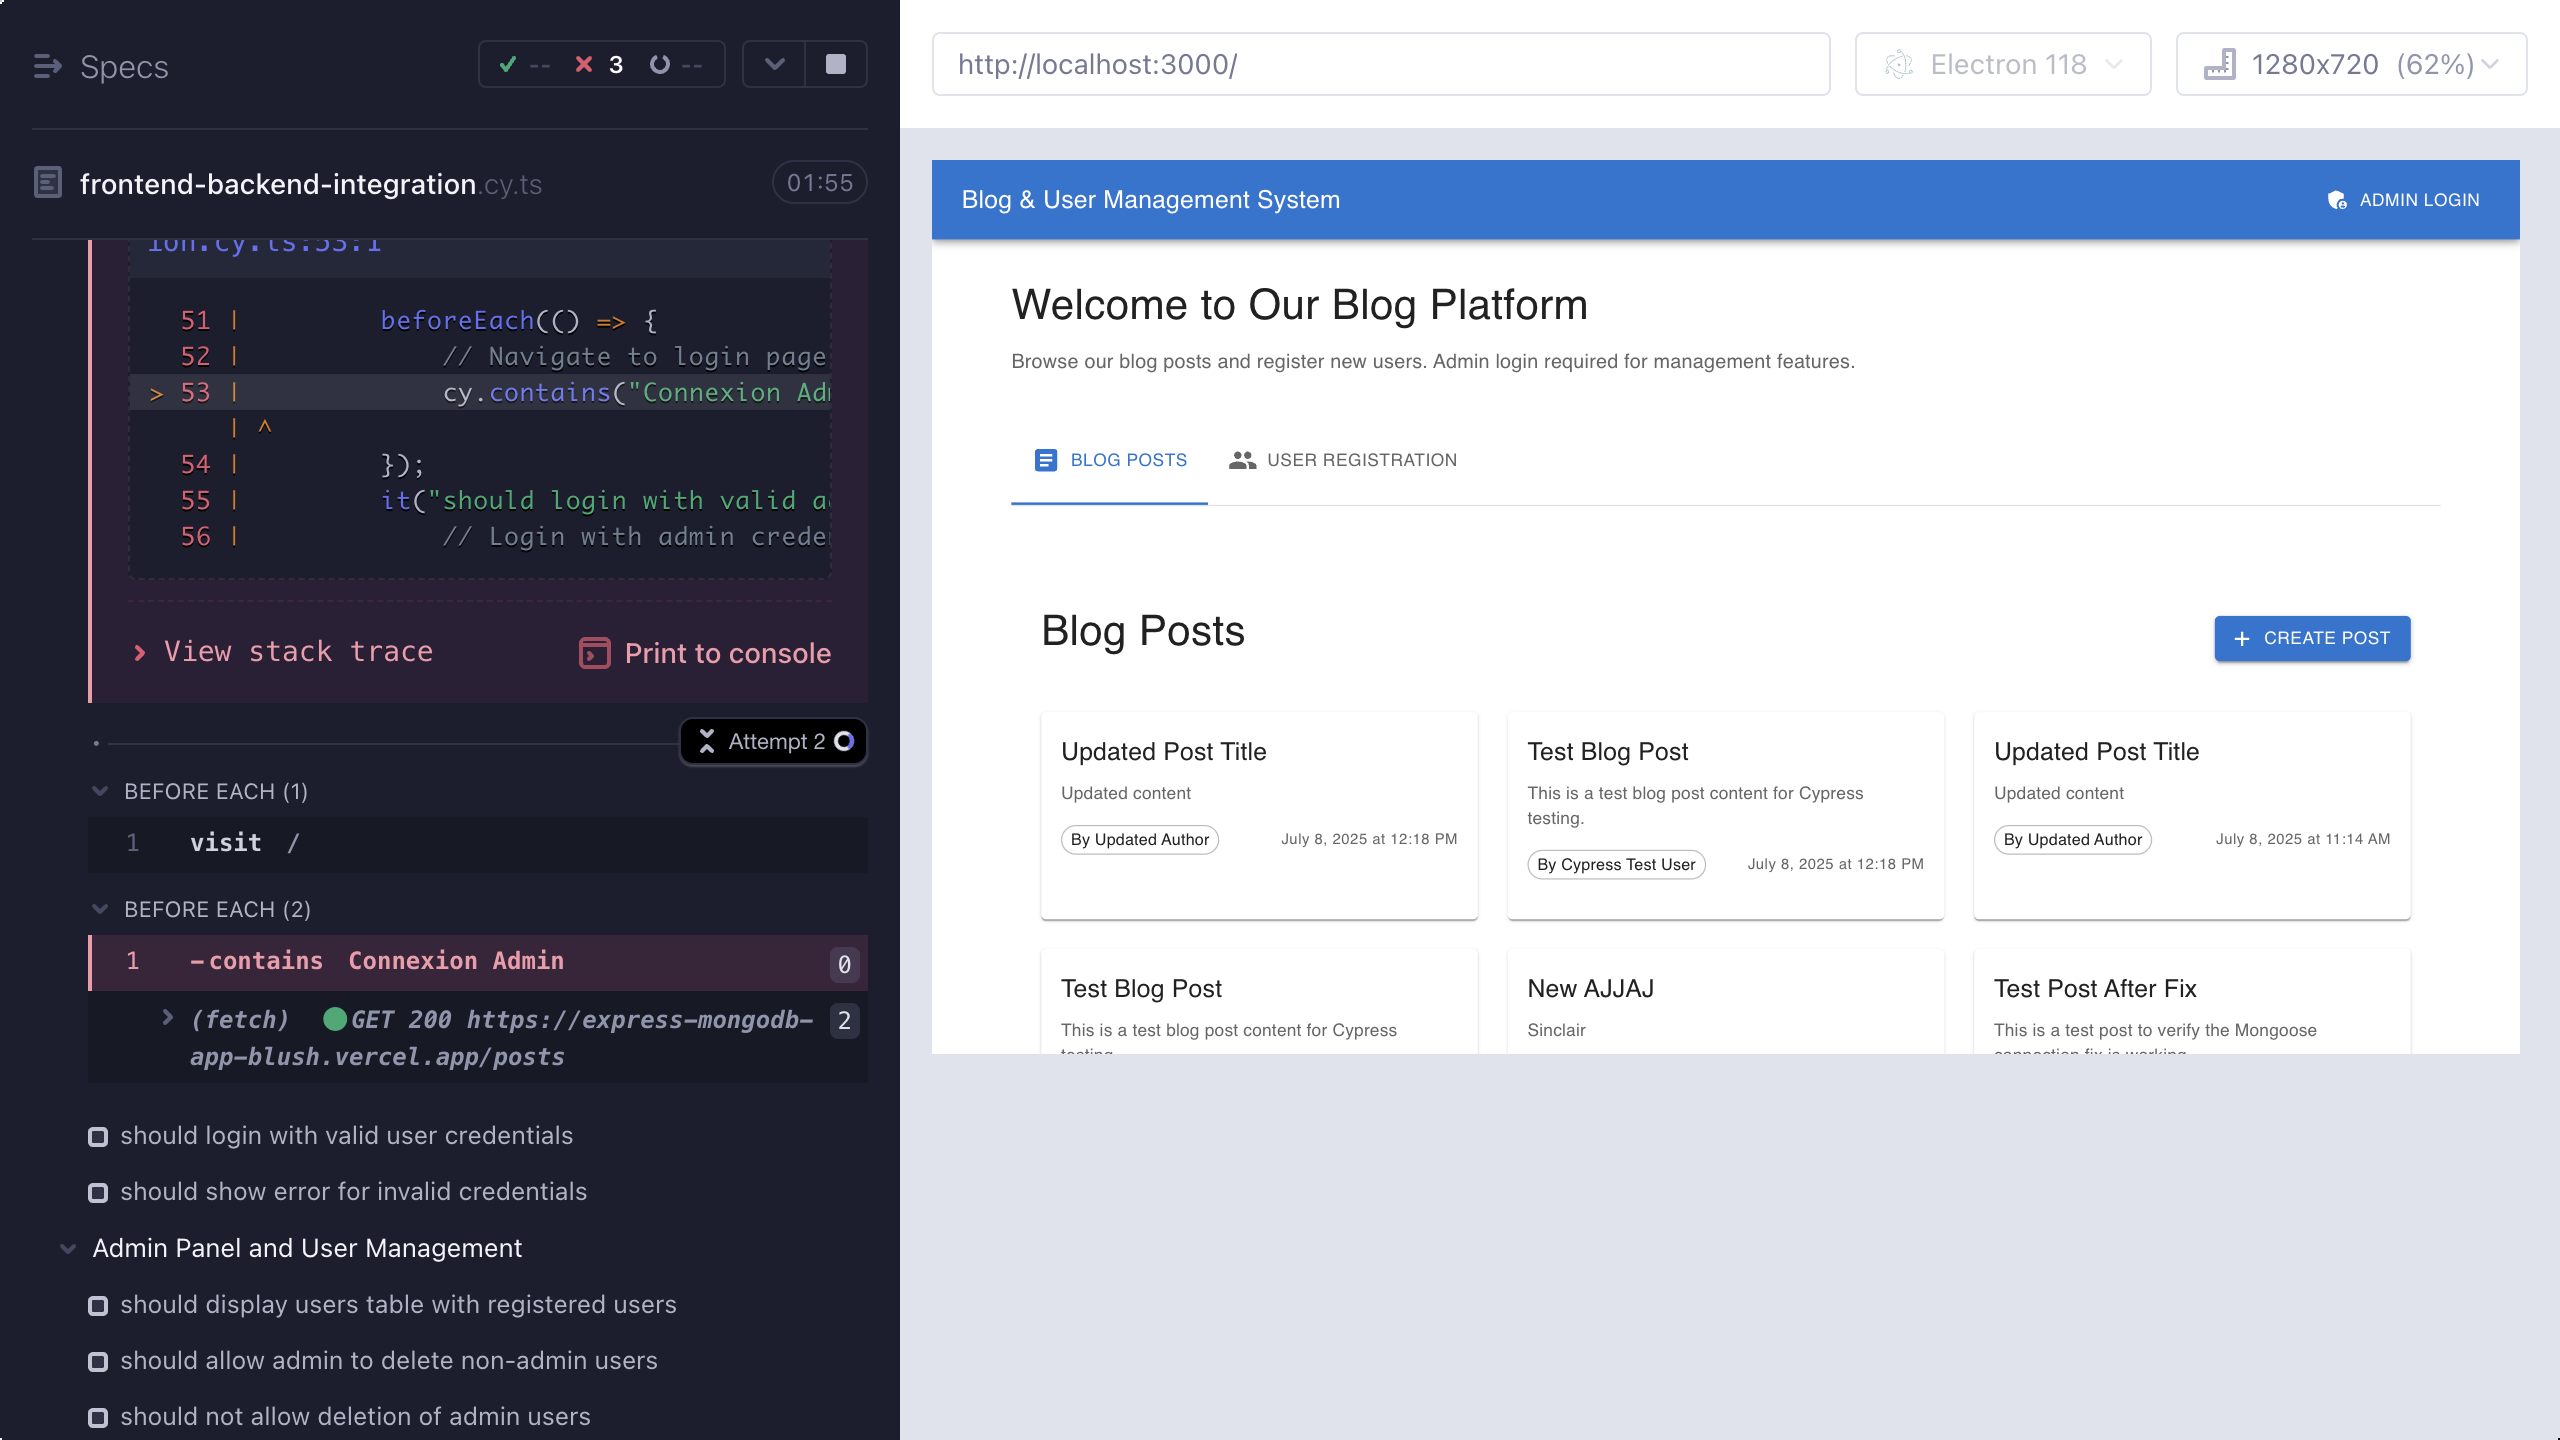 Specs
-- 3 --
frontend-backend-integration.cy.ts
01:55
ion.cy.ts:53:1
51 | beforeEach(() => {
52 | // Navigate to login page
> 53 | cy.contains("Connexion Adm
| ^
54 | });
55 | it("should login with valid a
56 | // Login with admin crede
View stack trace
Print to console
Attempt 2
BEFORE EACH (1)
1 visit /
BEFORE EACH (2)
1 -contains Connexion Admin 0
(fetch) GET 200 https://express-mongodb- 2
app-blush.vercel.app/posts
should login with valid user credentials
should show error for invalid credentials
Admin Panel and User Management
should display users table with registered users
should allow admin to delete non-admin users
should not allow deletion of admin users
http://localhost:3000/
Electron 118
1280x720 (62%)
Blog & User Management System
ADMIN LOGIN
Welcome to Our Blog Platform
Browse our blog posts and register new users. Admin login required for management features.
BLOG POSTS
USER REGISTRATION
Blog Posts
+ CREATE POST
Updated Post Title
Updated content
By Updated Author
July 8, 2025 at 12:18 PM
Test Blog Post
This is a test blog post content for Cypress
testing.
By Cypress Test User
July 8, 2025 at 12:18 PM
Updated Post Title
Updated content
By Updated Author
July 8, 2025 at 11:14 AM
Test Blog Post
This is a test blog post content for Cypress
testing.
New AJJAJ
Sinclair
Test Post After Fix
This is a test post to verify the Mongoose
connection fix is working.